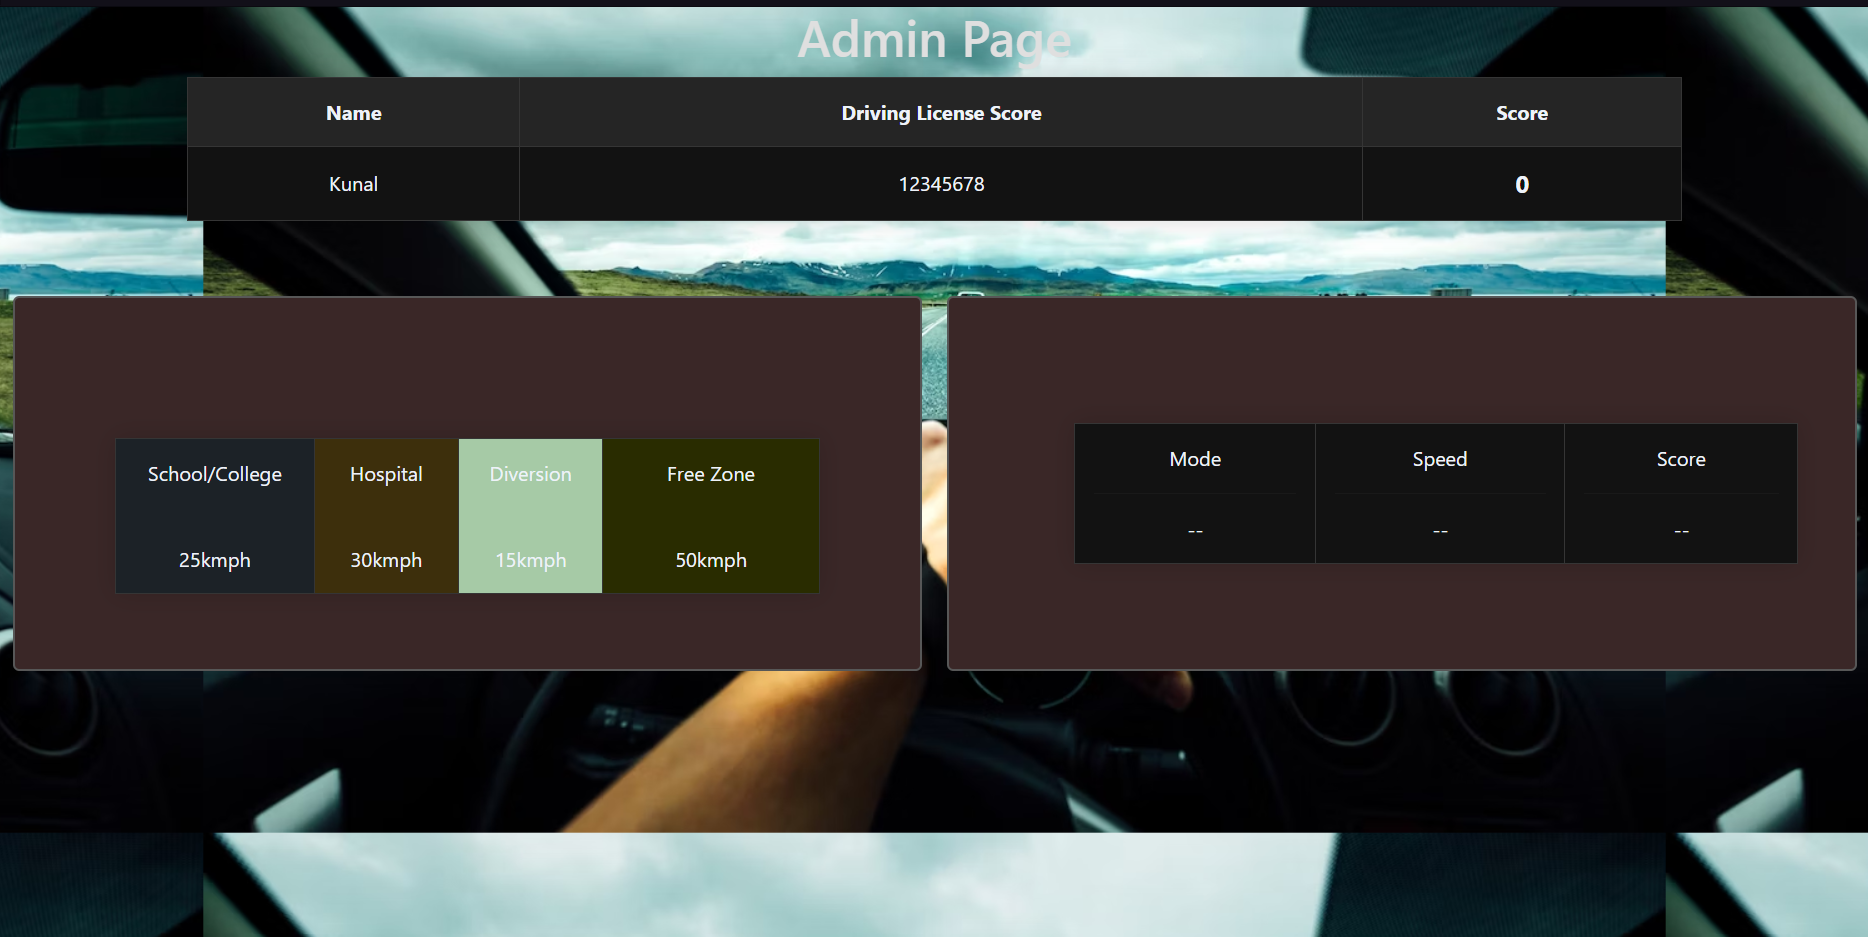 Admin Page
Name Driving License Score Score
Kunal 12345678 0
School/College Hospital Diversion Free Zone
25kmph 30kmph 15kmph 50kmph
Mode Speed Score
-- -- --